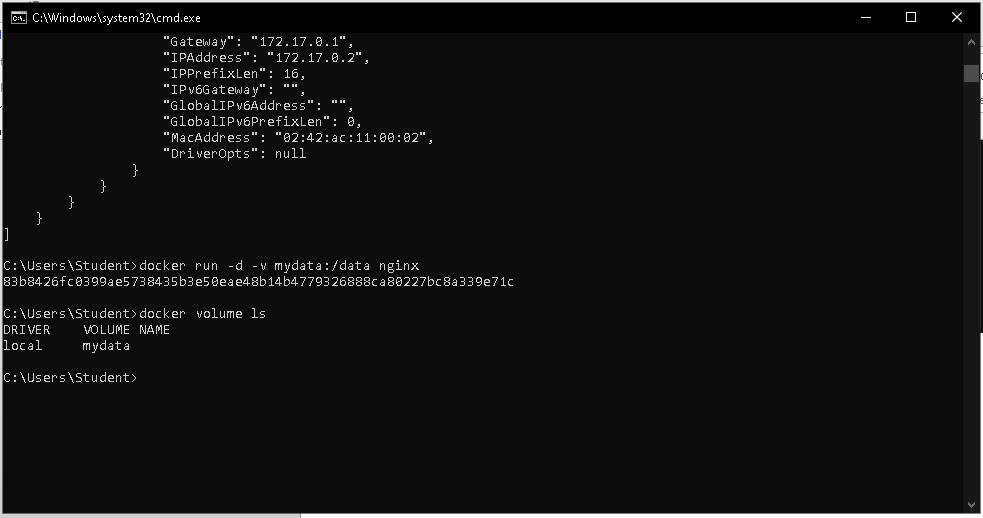 C:\Windows\system32\cmd.exe
"Gateway": "172.17.0.1",
"IPAddress": "172.17.0.2",
"IPPrefixLen": 16,
"IPv6Gateway": "",
"GlobalIPv6Address": "",
"GlobalIPv6PrefixLen": 0,
"MacAddress": "02:42:ac:11:00:02",
"DriverOpts": null
}
}
}
}
]
C:\Users\Student>docker run -d -v mydata:/data nginx
83b8426fc0399ae5738435b3e50eae48b14b4779326888ca80227bc8a339e71c
C:\Users\Student>docker volume ls
DRIVER    VOLUME NAME
local     mydata
C:\Users\Student>